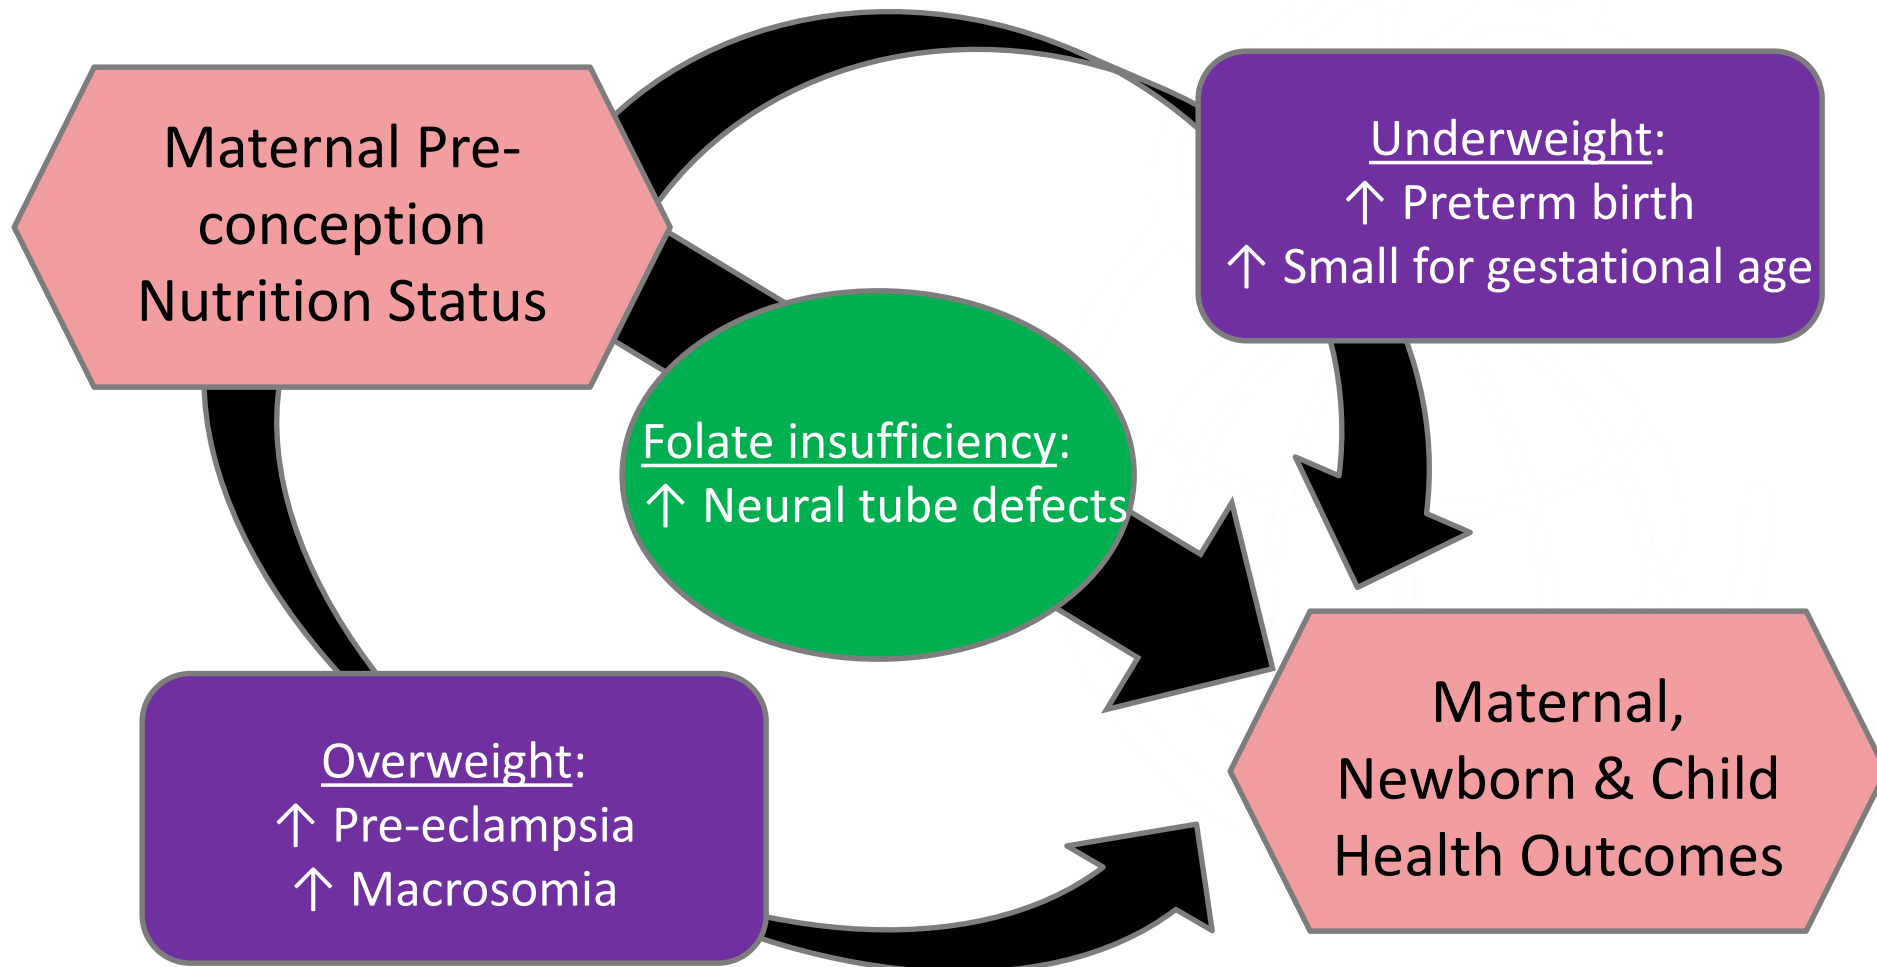 Maternal Pre-
conception
Nutrition Status
Underweight:
↑ Preterm birth
↑ Small for gestational age
Folate insufficiency:
↑ Neural tube defects
Overweight:
↑ Pre-eclampsia
↑ Macrosomia
Maternal,
Newborn & Child
Health Outcomes